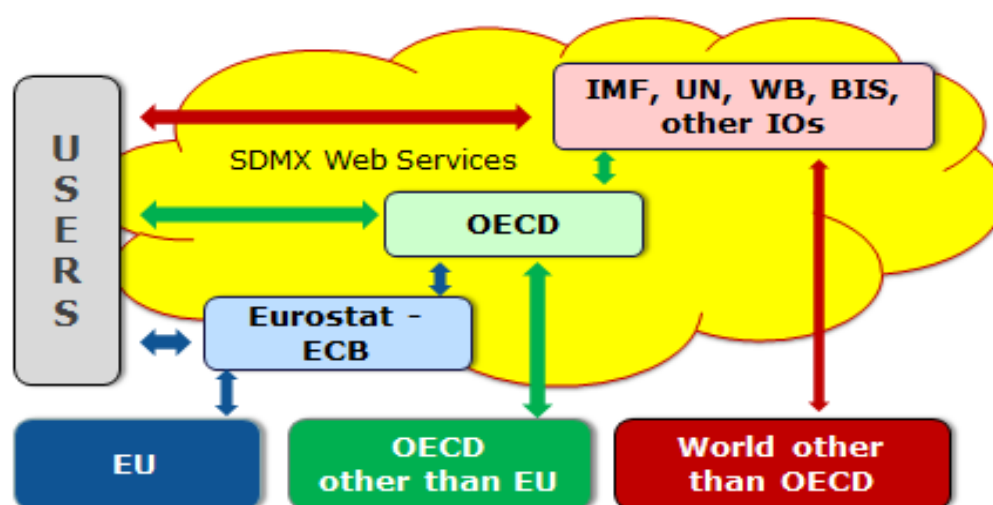 USERS
IMF, UN, WB, BIS,
other IOs
SDMX Web Services
OECD
Eurostat -
ECB
EU
OECD
other than EU
World other
than OECD